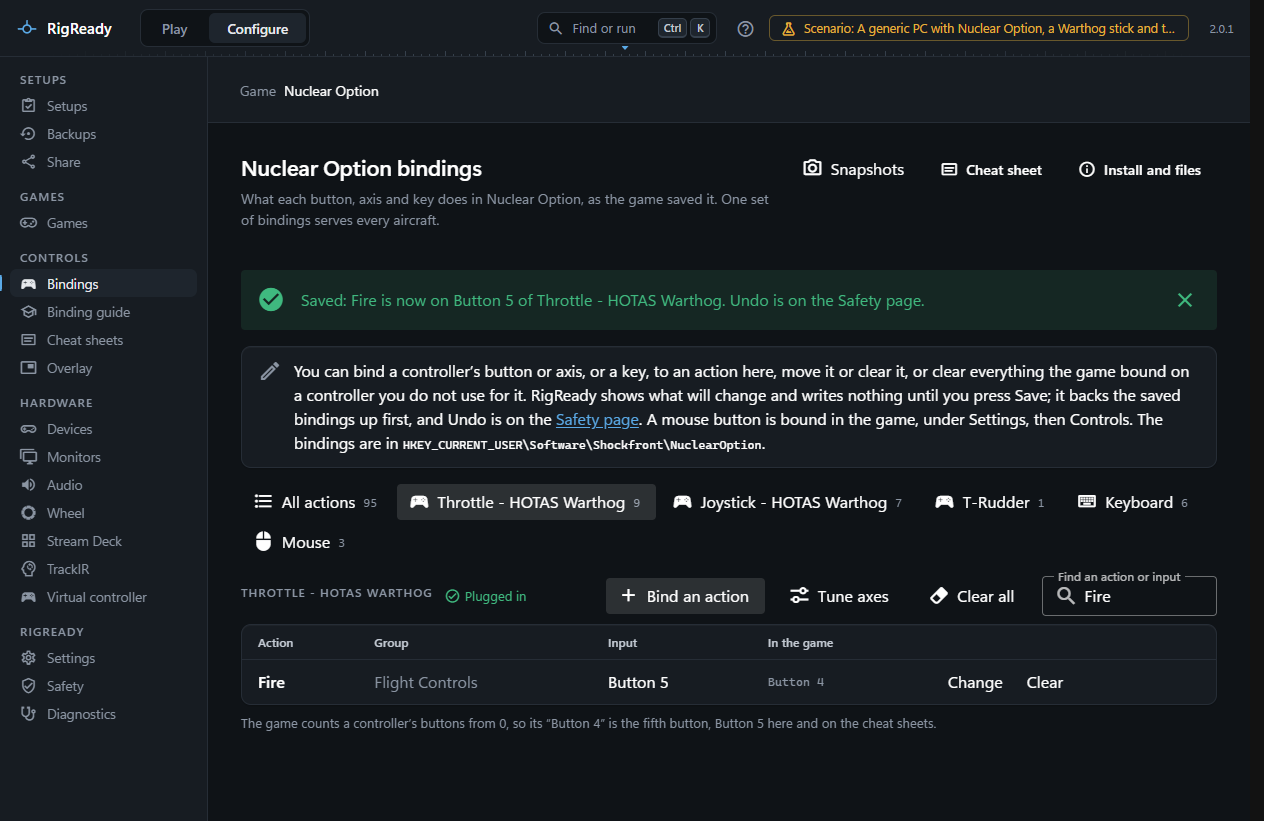 RigReady
Play
Configure
Find or run
Ctrl
K
Scenario: A generic PC with Nuclear Option, a Warthog stick and t...
2.0.1
SETUPS
Setups
Backups
Share
GAMES
Games
CONTROLS
Bindings
Binding guide
Cheat sheets
Overlay
HARDWARE
Devices
Monitors
Audio
Wheel
Stream Deck
TrackIR
Virtual controller
RIGREADY
Settings
Safety
Diagnostics
Game Nuclear Option
Nuclear Option bindings
Snapshots
Cheat sheet
Install and files
What each button, axis and key does in Nuclear Option, as the game saved it. One set
of bindings serves every aircraft.
Saved: Fire is now on Button 5 of Throttle - HOTAS Warthog. Undo is on the Safety page.
You can bind a controller’s button or axis, or a key, to an action here, move it or clear it, or clear everything the game bound on
a controller you do not use for it. RigReady shows what will change and writes nothing until you press Save; it backs the saved
bindings up first, and Undo is on the Safety page. A mouse button is bound in the game, under Settings, then Controls. The
bindings are in HKEY_CURRENT_USER\Software\Shockfront\NuclearOption.
All actions 95
Throttle - HOTAS Warthog 9
Joystick - HOTAS Warthog 7
T-Rudder 1
Keyboard 6
Mouse 3
THROTTLE - HOTAS WARTHOG
Plugged in
Bind an action
Tune axes
Clear all
Find an action or input
Fire
Action Group Input In the game
Fire Flight Controls Button 5 Button 4 Change Clear
The game counts a controller’s buttons from 0, so its “Button 4” is the fifth button, Button 5 here and on the cheat sheets.